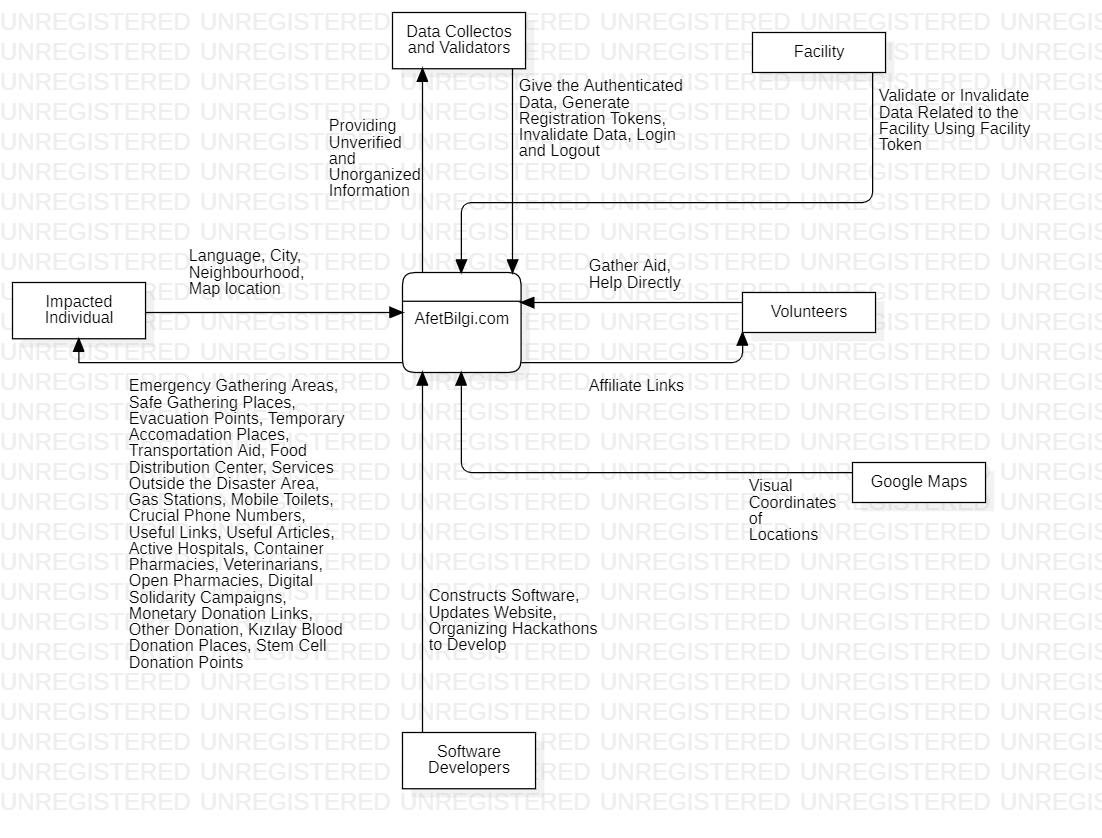 Data Collectos
and Validators
Facility
Give the Authenticated
Data, Generate
Registration Tokens,
Invalidate Data, Login
and Logout
Validate or Invalidate
Data Related to the
Facility Using Facility
Token
Providing
Unverified
and
Unorganized
Information
Language, City,
Neighbourhood,
Map location
Gather Aid,
Help Directly
Impacted
Individual
AfetBilgi.com
Volunteers
Emergency Gathering Areas,
Safe Gathering Places,
Evacuation Points, Temporary
Accomadation Places,
Transportation Aid, Food
Distribution Center, Services
Outside the Disaster Area,
Gas Stations, Mobile Toilets,
Crucial Phone Numbers,
Useful Links, Useful Articles,
Active Hospitals, Container
Pharmacies, Veterinarians,
Open Pharmacies, Digital
Solidarity Campaigns,
Monetary Donation Links,
Other Donation, Kızılay Blood
Donation Places, Stem Cell
Donation Points
Affiliate Links
Google Maps
Visual
Coordinates
of
Locations
Constructs Software,
Updates Website,
Organizing Hackathons
to Develop
Software
Developers
UNREGISTERED